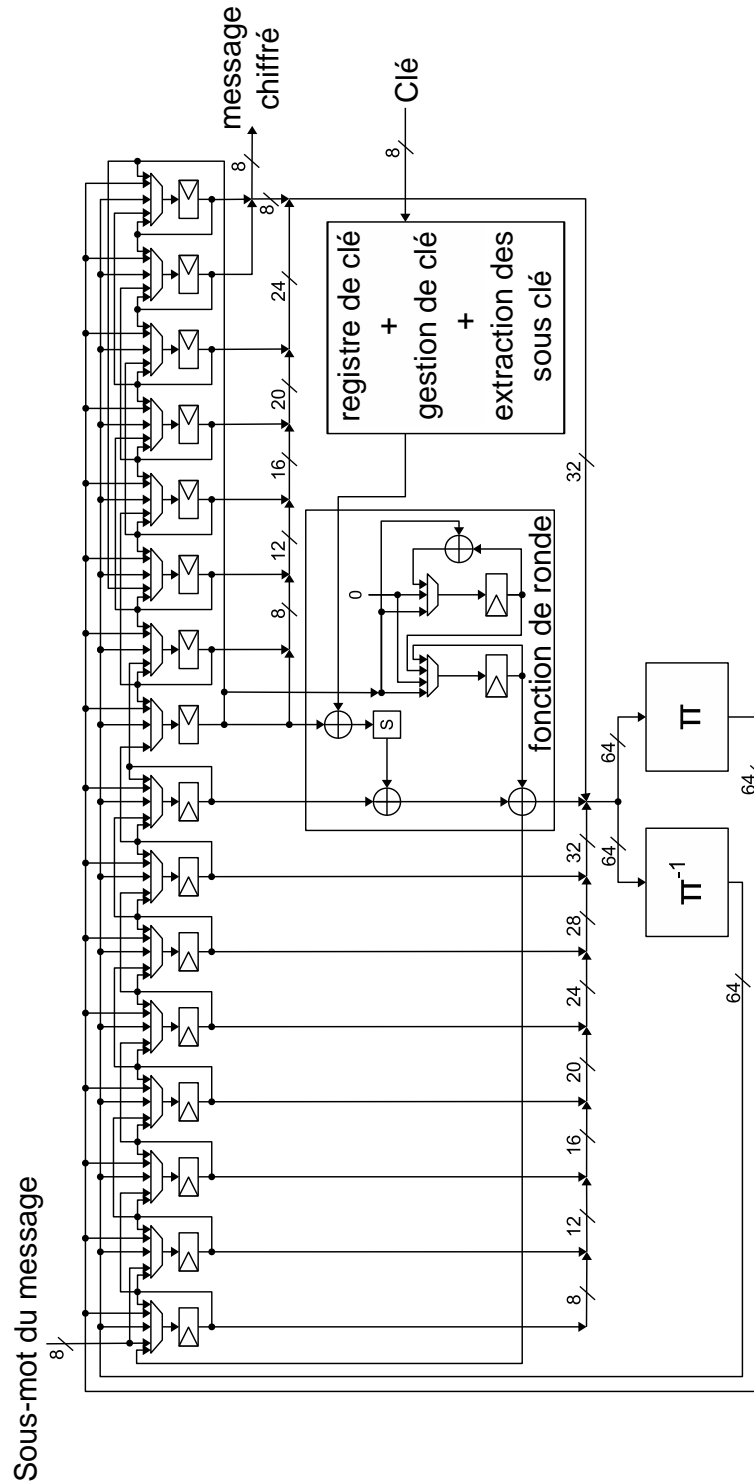 Sous-mot du message
8
message
chiffré
8
8
Clé
8
24
20
16
12
8
registre de clé
+
gestion de clé
+
extraction des
sous clé
32
0
S
fonction de ronde
8
12
16
20
24
28
32
64
64
π⁻¹
π
64
64